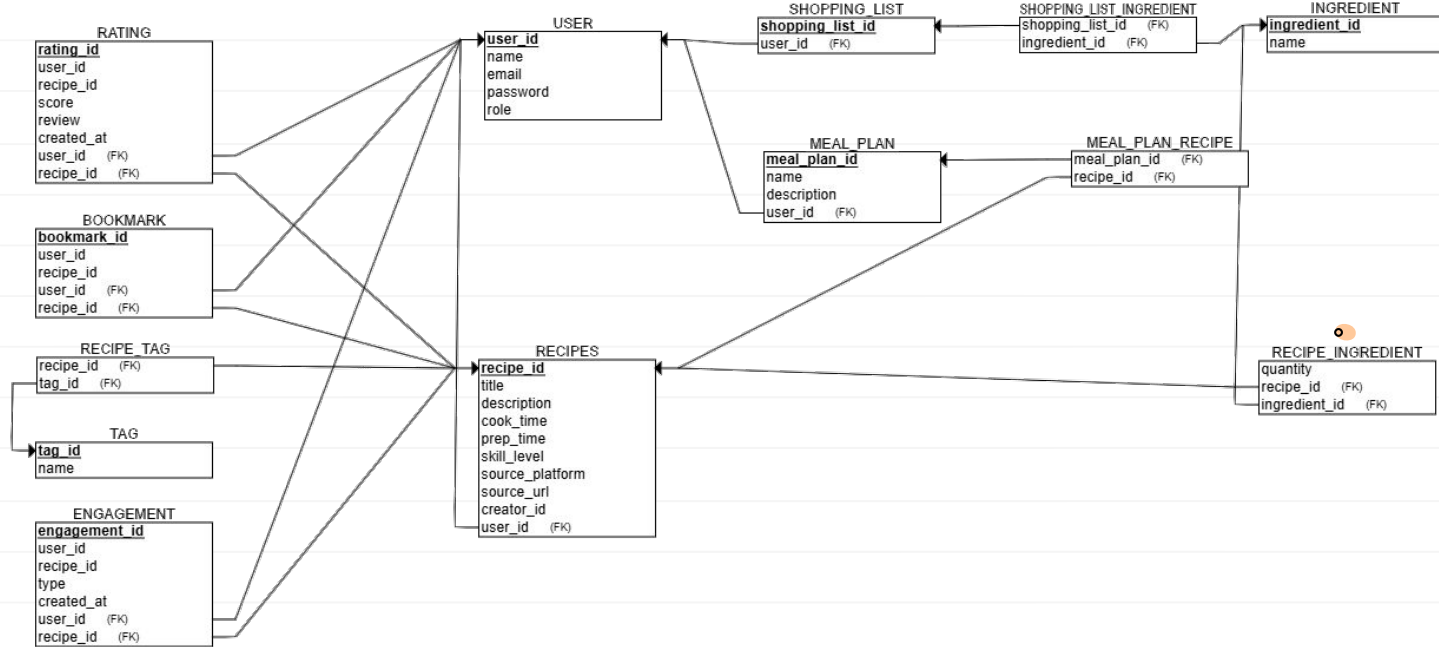 RATING
rating_id
user_id
recipe_id
score
review
created_at
user_id (FK)
recipe_id (FK)
BOOKMARK
bookmark_id
user_id
recipe_id
user_id (FK)
recipe_id (FK)
RECIPE_TAG
recipe_id (FK)
tag_id (FK)
TAG
tag_id
name
ENGAGEMENT
engagement_id
user_id
recipe_id
type
created_at
user_id (FK)
recipe_id (FK)
USER
user_id
name
email
password
role
RECIPES
recipe_id
title
description
cook_time
prep_time
skill_level
source_platform
source_url
creator_id
user_id (FK)
SHOPPING_LIST
shopping_list_id
user_id (FK)
MEAL_PLAN
meal_plan_id
name
description
user_id (FK)
SHOPPING_LIST_INGREDIENT
shopping_list_id (FK)
ingredient_id (FK)
MEAL_PLAN_RECIPE
meal_plan_id (FK)
recipe_id (FK)
INGREDIENT
ingredient_id
name
RECIPE_INGREDIENT
quantity
recipe_id (FK)
ingredient_id (FK)